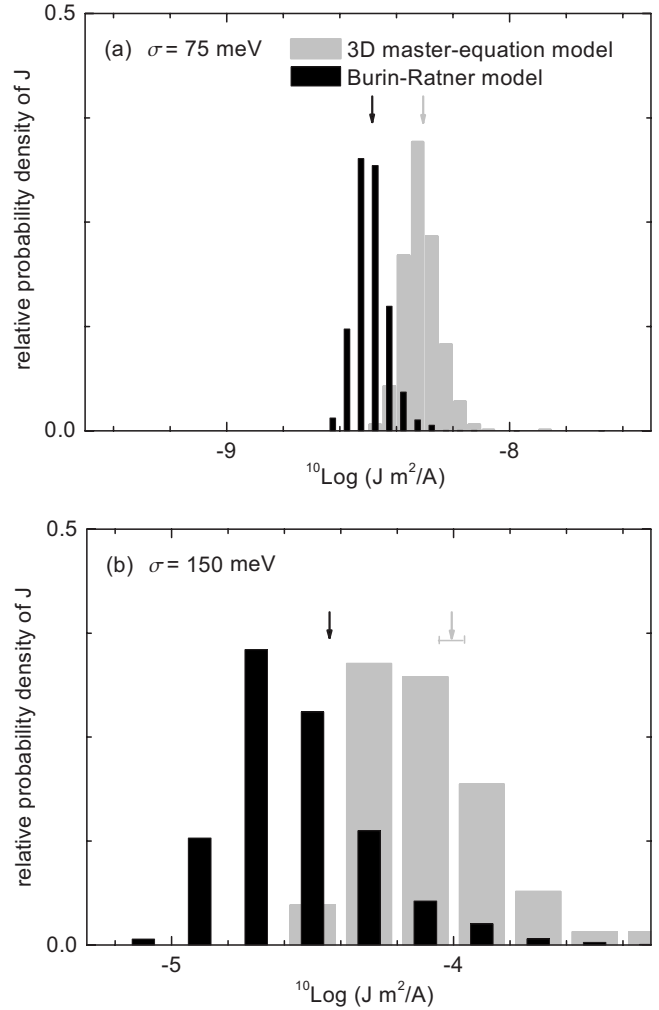 0.5
(a) σ = 75 meV
3D master-equation model
Burin-Ratner model
relative probability density of J
0.0
-9
-8
¹⁰Log (J m²/A)
0.5
(b) σ = 150 meV
relative probability density of J
0.0
-5
-4
¹⁰Log (J m²/A)